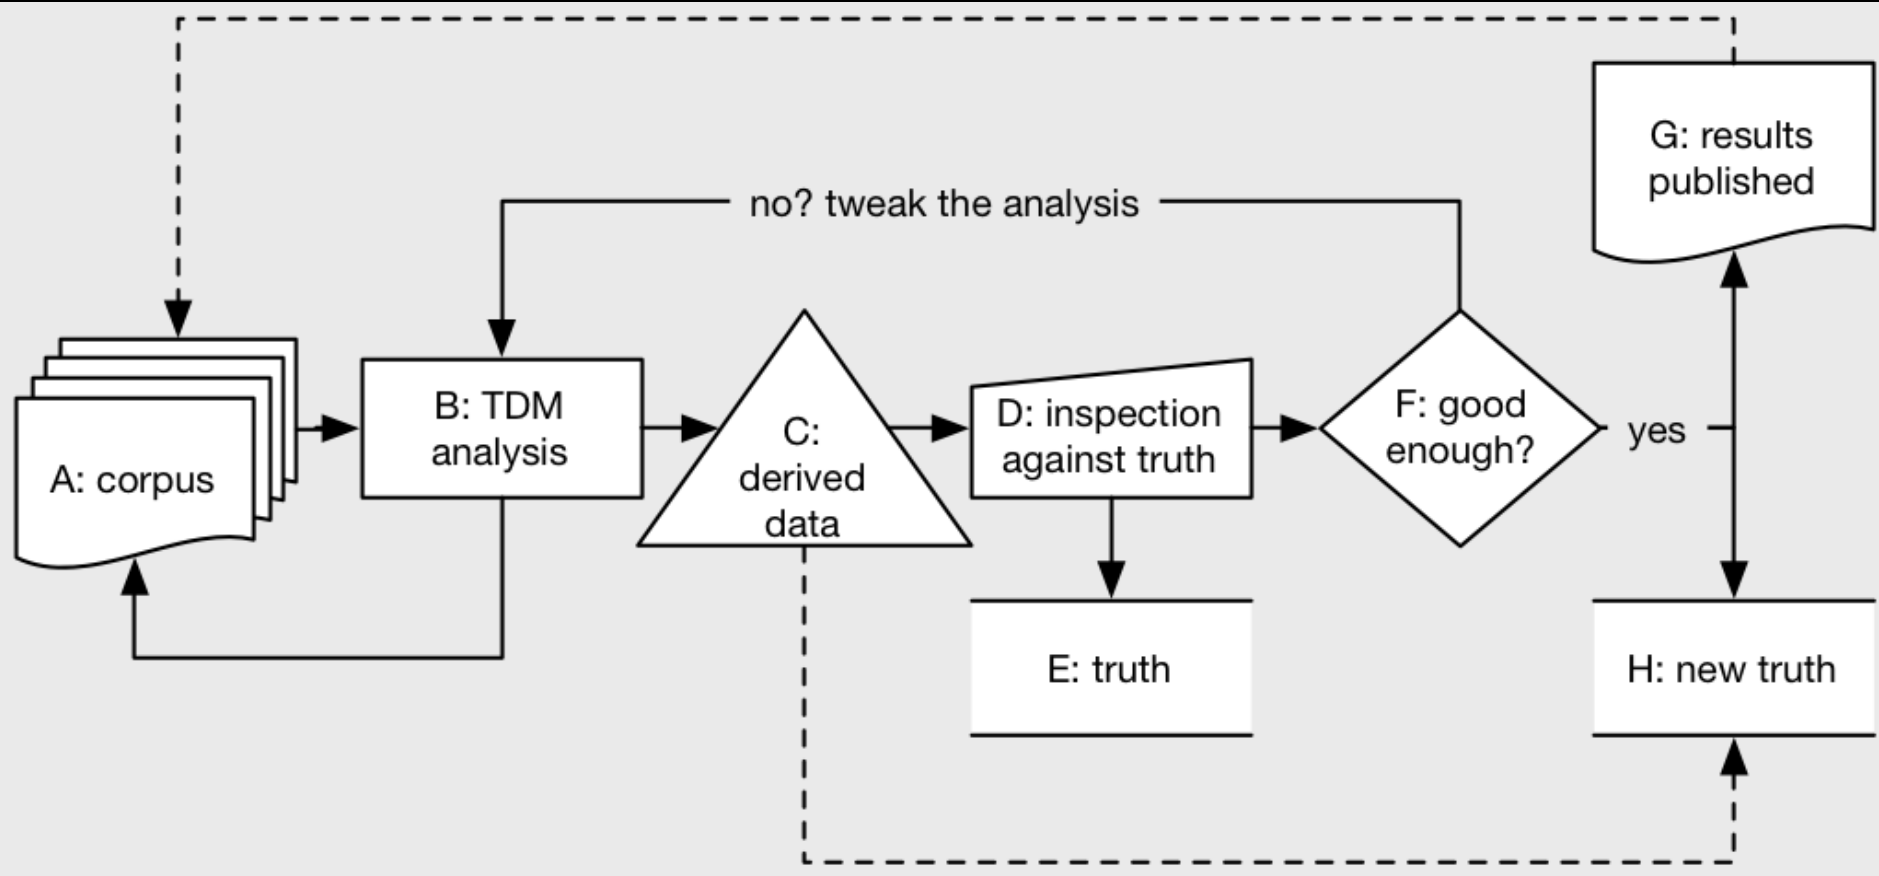 G: results
published
no? tweak the analysis
A: corpus
B: TDM
analysis
C:
derived
data
D: inspection
against truth
F: good
enough?
yes
E: truth
H: new truth